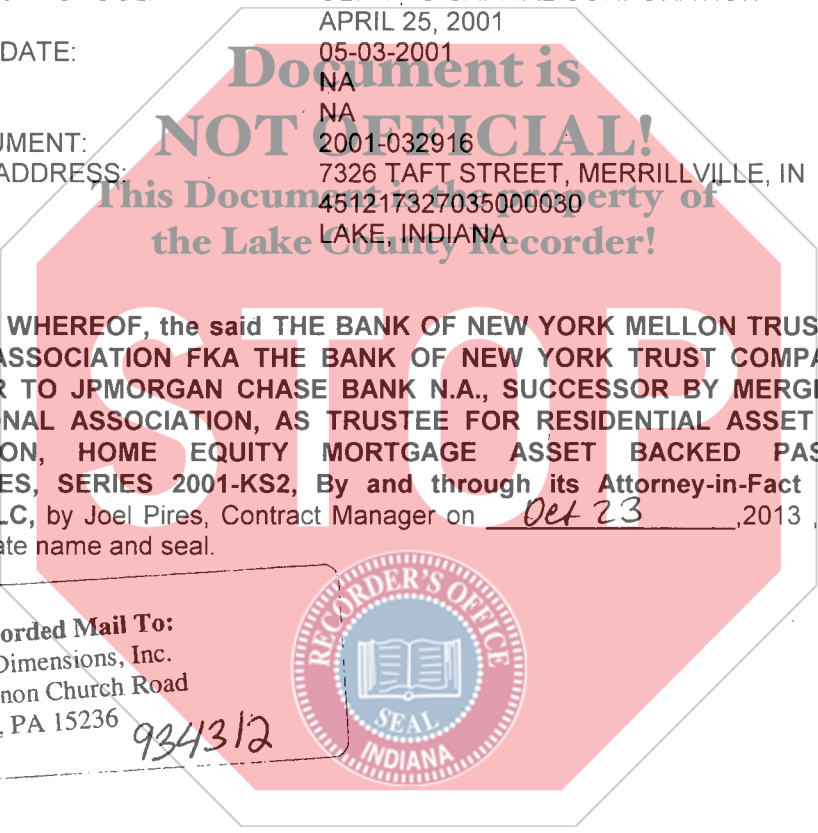 APRIL 25, 2001
DATE: 05-03-2001
Document is
NA
NA
NOT OFFICIAL!
UMENT: 2001-032916
ADDRESS: 7326 TAFT STREET, MERRILLVILLE, IN
This Document is the property of
451217327035000030
the Lake County Recorder!
LAKE, INDIANA
STOP
WHEREOF, the said THE BANK OF NEW YORK MELLON TRUS
ASSOCIATION FKA THE BANK OF NEW YORK TRUST COMPA
R TO JPMORGAN CHASE BANK N.A., SUCCESSOR BY MERG
NAL ASSOCIATION, AS TRUSTEE FOR RESIDENTIAL ASSET
ON, HOME EQUITY MORTGAGE ASSET BACKED PAS
ES, SERIES 2001-KS2, By and through its Attorney-in-Fact
LC, by Joel Pires, Contract Manager on Oct 23 ,2013 ,
ate name and seal.
orded Mail To:
Dimensions, Inc.
non Church Road
, PA 15236
934312
RECORDER'S OFFICE
SEAL
INDIANA